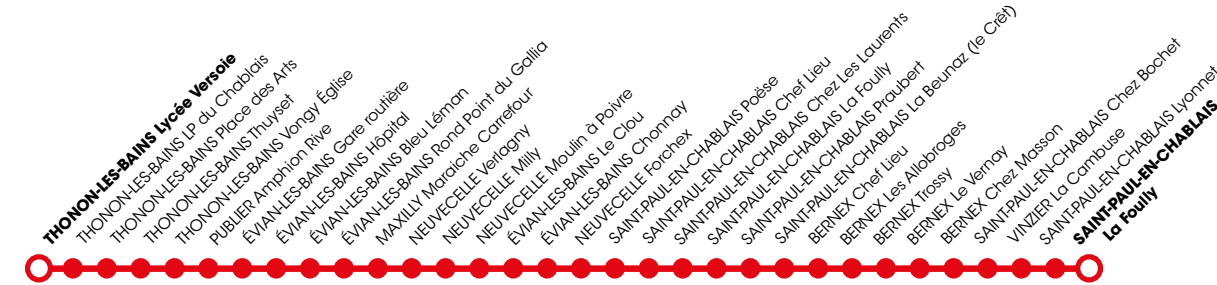 THONON-LES-BAINS Lycée Versoie
THONON-LES-BAINS LP du Chablais
THONON-LES-BAINS Place des Arts
THONON-LES-BAINS Thuyset
THONON-LES-BAINS Vongy Église
PUBLIER Amphion Rive
ÉVIAN-LES-BAINS Gare routière
ÉVIAN-LES-BAINS Hôpital
ÉVIAN-LES-BAINS Bleu Léman
ÉVIAN-LES-BAINS Rond Point du Gallia
MAXILLY Maraiche Carrefour
NEUVECELLE Verlagny
NEUVECELLE Milly
NEUVECELLE Moulin à Poivre
ÉVIAN-LES-BAINS Le Clou
ÉVIAN-LES-BAINS Chonnay
NEUVECELLE Forchex
SAINT-PAUL-EN-CHABLAIS Poëse
SAINT-PAUL-EN-CHABLAIS Chef Lieu
SAINT-PAUL-EN-CHABLAIS Chez Les Laurents
SAINT-PAUL-EN-CHABLAIS La Foully
SAINT-PAUL-EN-CHABLAIS Praubert
SAINT-PAUL-EN-CHABLAIS La Beunaz (le Crêt)
BERNEX Chef Lieu
BERNEX Les Allobroges
BERNEX Trossy
BERNEX Le Vernay
BERNEX Chez Masson
SAINT-PAUL-EN-CHABLAIS Chez Bochet
VINZIER La Cambuse
SAINT-PAUL-EN-CHABLAIS Lyonnet
SAINT-PAUL-EN-CHABLAIS
La Foully